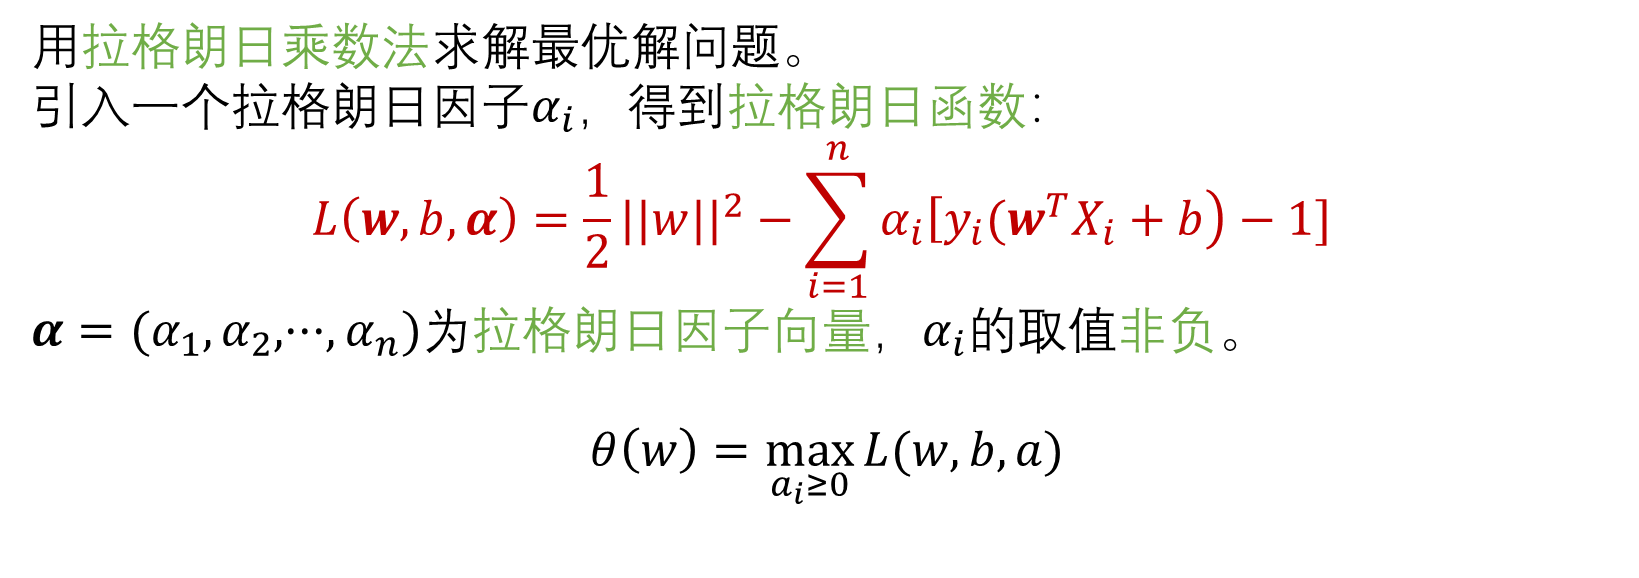 用拉格朗日乘数法求解最优解问题。
引入一个拉格朗日因子αᵢ，得到拉格朗日函数：
L(w, b, α) = 1/2 ||w||² − ∑ⁿᵢ₌₁ αᵢ[yᵢ(wᵀXᵢ + b) − 1]
α = (α₁, α₂,⋯, αₙ)为拉格朗日因子向量，αᵢ的取值非负。
θ(w) = max L(w, b, a)
aᵢ≥0